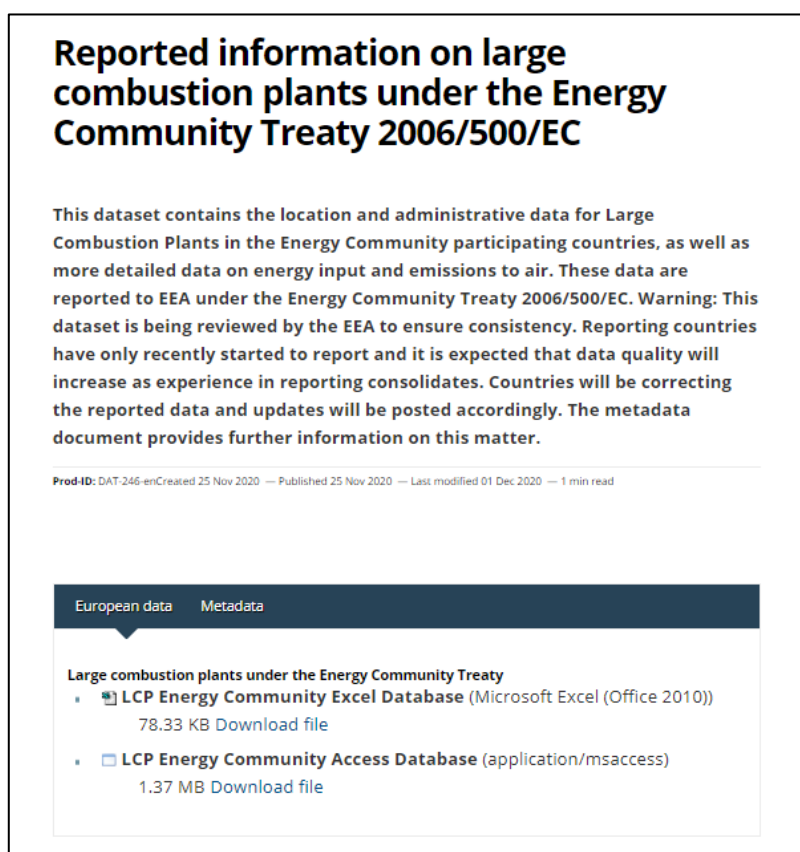 Reported information on large
combustion plants under the Energy
Community Treaty 2006/500/EC
This dataset contains the location and administrative data for Large
Combustion Plants in the Energy Community participating countries, as well as
more detailed data on energy input and emissions to air. These data are
reported to EEA under the Energy Community Treaty 2006/500/EC. Warning: This
dataset is being reviewed by the EEA to ensure consistency. Reporting countries
have only recently started to report and it is expected that data quality will
increase as experience in reporting consolidates. Countries will be correcting
the reported data and updates will be posted accordingly. The metadata
document provides further information on this matter.
Prod-ID: DAT-246-enCreated 25 Nov 2020 — Published 25 Nov 2020 — Last modified 01 Dec 2020 — 1 min read
European data Metadata
Large combustion plants under the Energy Community Treaty
LCP Energy Community Excel Database (Microsoft Excel (Office 2010))
78.33 KB Download file
LCP Energy Community Access Database (application/msaccess)
1.37 MB Download file